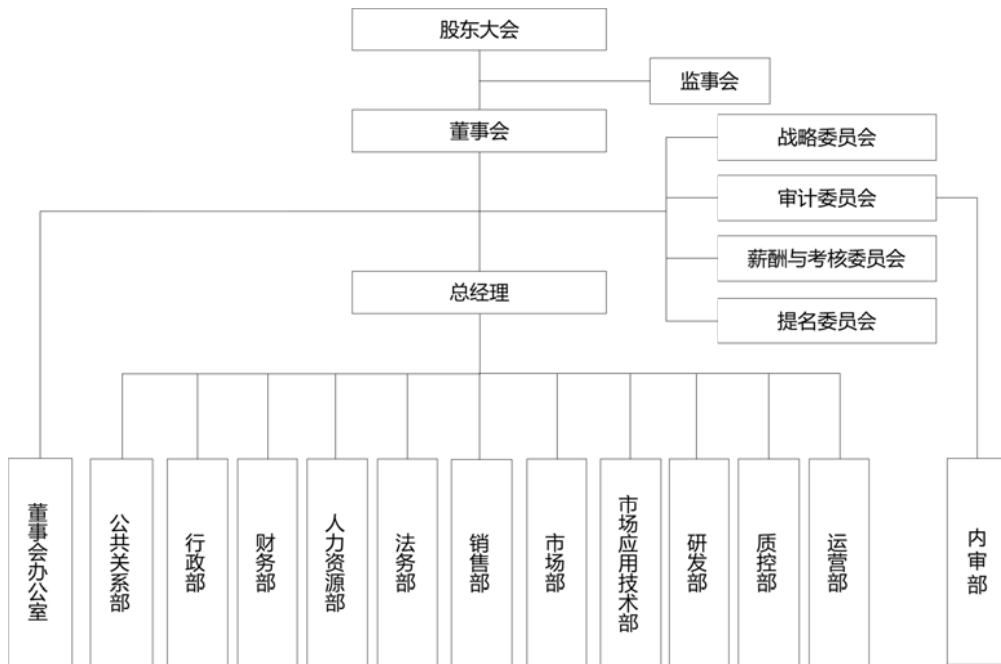 股东大会
监事会
董事会
战略委员会
审计委员会
薪酬与考核委员会
提名委员会
总经理
董事会办公室
公共关系部
行政部
财务部
人力资源部
法务部
销售部
市场部
市场应用技术部
研发部
质控部
运营部
内审部